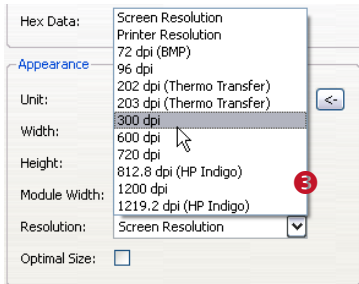 Hex Data:
Screen Resolution
Printer Resolution
72 dpi (BMP)
96 dpi
202 dpi (Thermo Transfer)
203 dpi (Thermo Transfer)
300 dpi
600 dpi
720 dpi
812.8 dpi (HP Indigo)
1200 dpi
1219.2 dpi (HP Indigo)
Appearance
Unit:
<-
Width:
Height:
3
Module Width:
Resolution: Screen Resolution
Optimal Size: